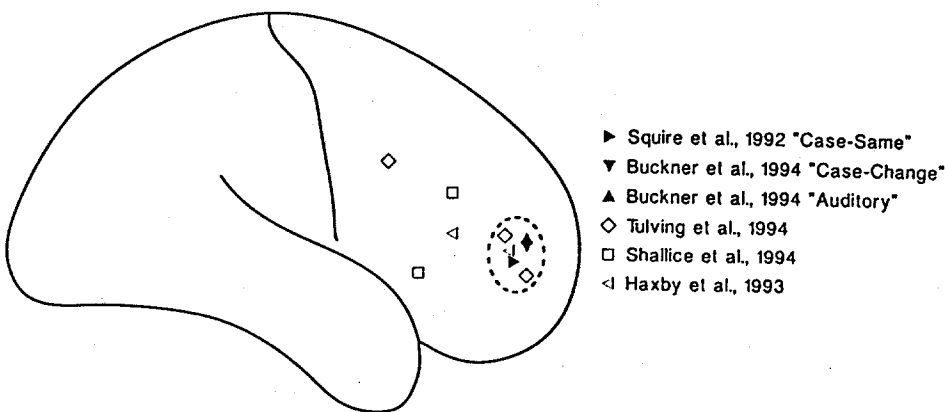 Squire et al., 1992 "Case-Same"
Buckner et al., 1994 "Case-Change"
Buckner et al., 1994 "Auditory"
Tulving et al., 1994
Shallice et al., 1994
Haxby et al., 1993